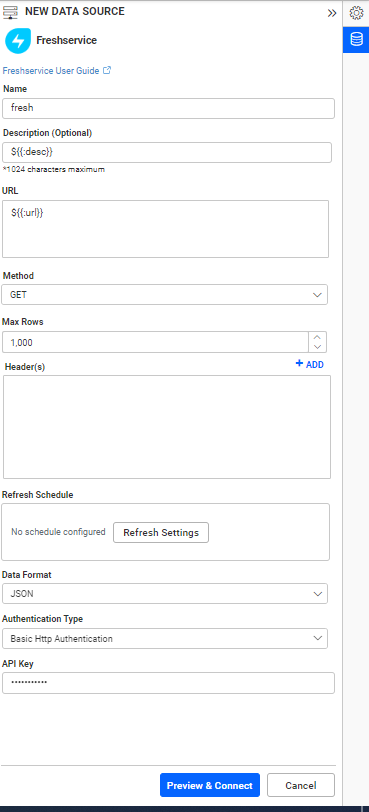 NEW DATA SOURCE
Freshservice
Freshservice User Guide
Name
fresh
Description (Optional)
${{:desc}}
*1024 characters maximum
URL
${{:url}}
Method
GET
Max Rows
1,000
Header(s)
+ ADD
Refresh Schedule
No schedule configured Refresh Settings
Data Format
JSON
Authentication Type
Basic Http Authentication
API Key
•••••••••••
Preview & Connect Cancel